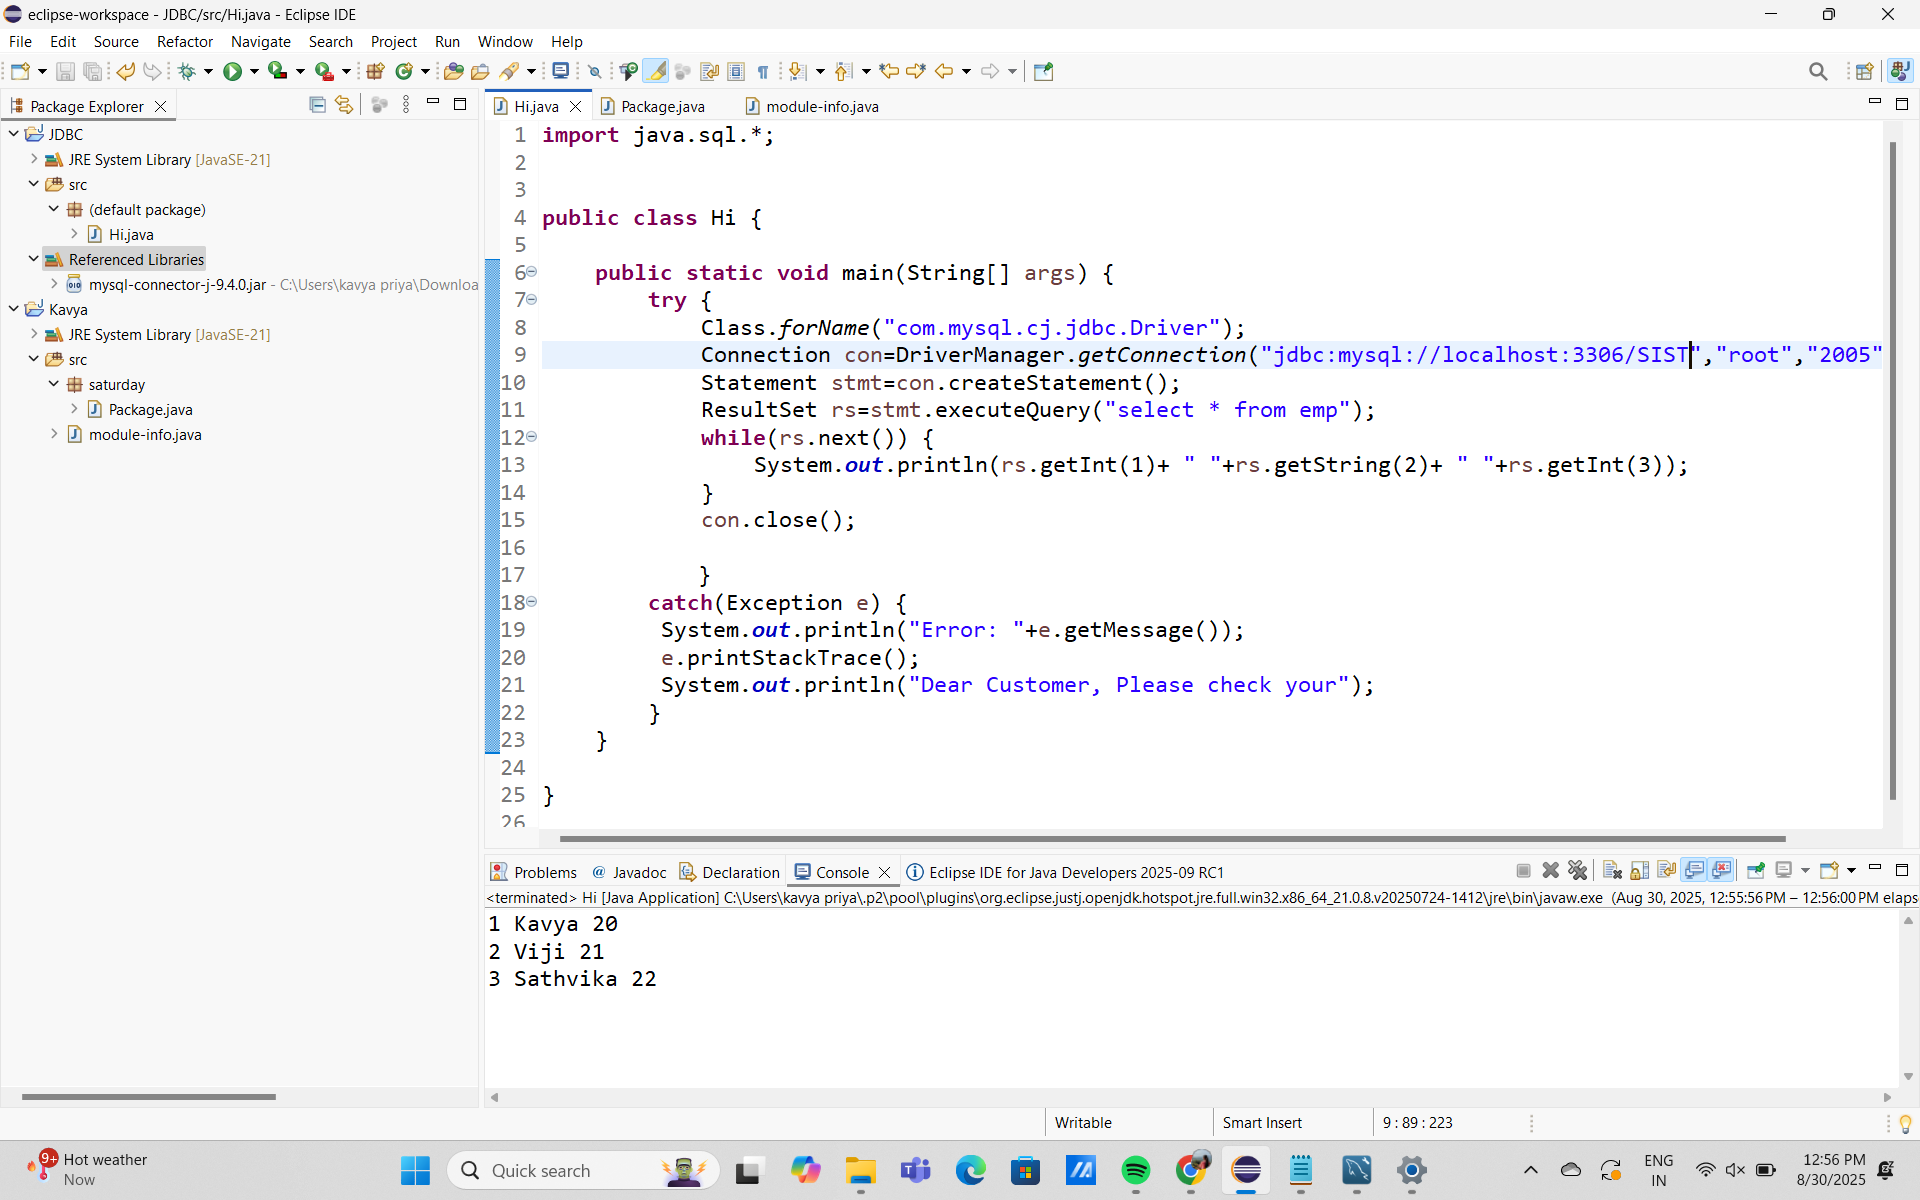 eclipse-workspace - JDBC/src/Hi.java - Eclipse IDE
File Edit Source Refactor Navigate Search Project Run Window Help
Package Explorer
JDBC
JRE System Library [JavaSE-21]
src
(default package)
Hi.java
Referenced Libraries
mysql-connector-j-9.4.0.jar - C:\Users\kavya priya\Downloa
Kavya
JRE System Library [JavaSE-21]
src
saturday
Package.java
module-info.java
Hi.java Package.java module-info.java
1 import java.sql.*;
2
3
4 public class Hi {
5
6 public static void main(String[] args) {
7 try {
8 Class.forName("com.mysql.cj.jdbc.Driver");
9 Connection con=DriverManager.getConnection("jdbc:mysql://localhost:3306/SIST","root","2005"
10 Statement stmt=con.createStatement();
11 ResultSet rs=stmt.executeQuery("select * from emp");
12 while(rs.next()) {
13 System.out.println(rs.getInt(1)+ " "+rs.getString(2)+ " "+rs.getInt(3));
14 }
15 con.close();
16
17 }
18 catch(Exception e) {
19 System.out.println("Error: "+e.getMessage());
20 e.printStackTrace();
21 System.out.println("Dear Customer, Please check your");
22 }
23 }
24
25 }
26
Problems Javadoc Declaration Console Eclipse IDE for Java Developers 2025-09 RC1
<terminated> Hi [Java Application] C:\Users\kavya priya\.p2\pool\plugins\org.eclipse.justj.openjdk.hotspot.jre.full.win32.x86_64_21.0.8.v20250724-1412\jre\bin\javaw.exe (Aug 30, 2025, 12:55:56 PM – 12:56:00 PM elaps
1 Kavya 20
2 Viji 21
3 Sathvika 22
Writable Smart Insert 9 : 89 : 223
9+
Hot weather
Now
Quick search
ENG
IN
12:56 PM
8/30/2025